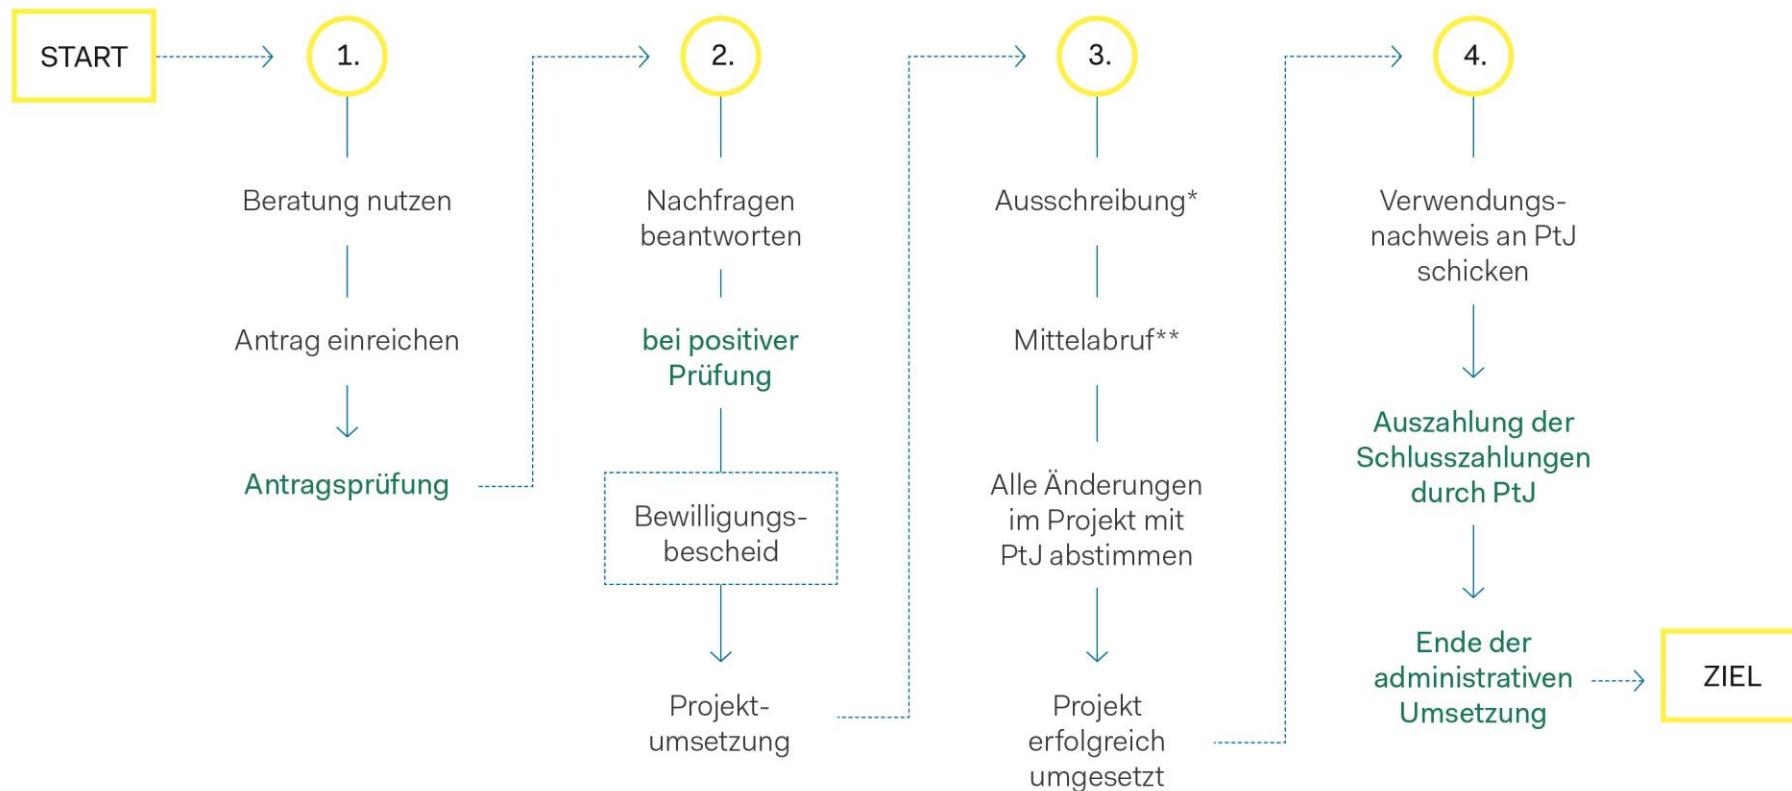 START
1.
Beratung nutzen
Antrag einreichen
Antragsprüfung
2.
Nachfragen
beantworten
bei positiver
Prüfung
Bewilligungs-
bescheid
Projekt-
umsetzung
3.
Ausschreibung*
Mittelabruf**
Alle Änderungen
im Projekt mit
PtJ abstimmen
Projekt
erfolgreich
umgesetzt
4.
Verwendungs-
nachweis an PtJ
schicken
Auszahlung der
Schlusszahlungen
durch PtJ
Ende der
administrativen
Umsetzung
ZIEL